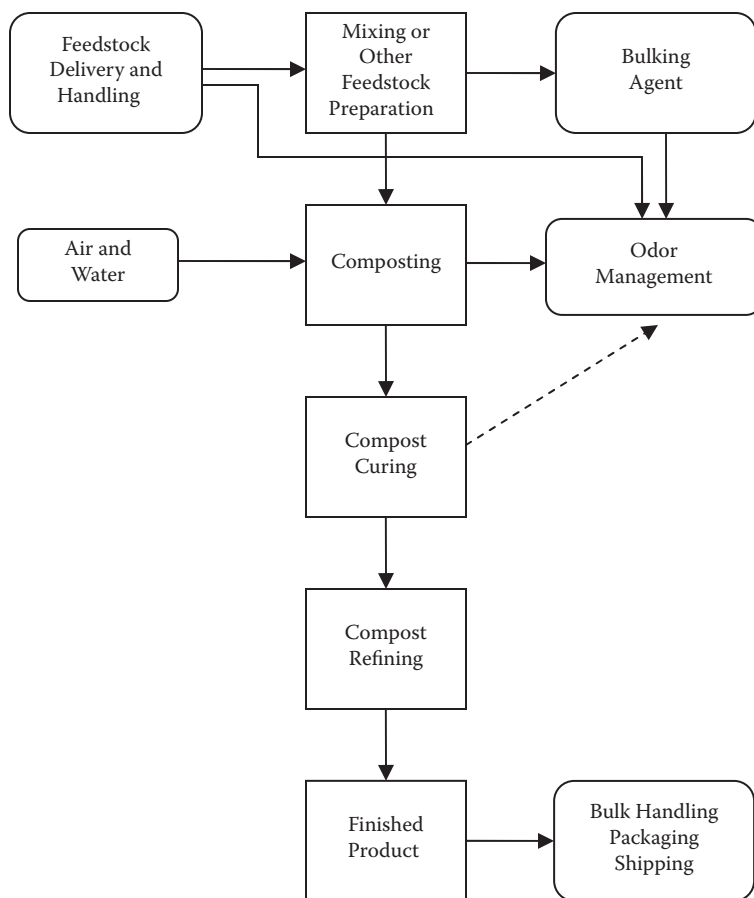 Feedstock
Delivery and
Handling
Mixing or
Other
Feedstock
Preparation
Bulking
Agent
Air and
Water
Composting
Odor
Management
Compost
Curing
Compost
Refining
Finished
Product
Bulk Handling
Packaging
Shipping